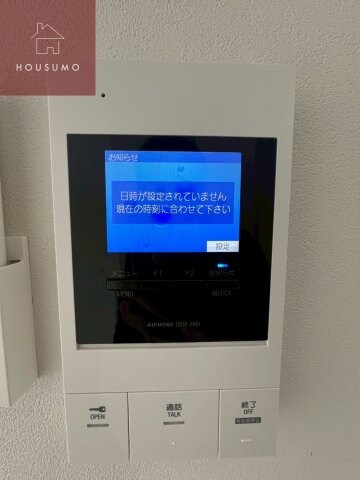 HOUSUMO
お知らせ
日時が設定されていません
現在の時刻に合わせて下さい
設定
メニュー F1 F2 お知らせ
MENU NOTICE
AIPHONE
OPEN
通話
TALK
終了
OFF